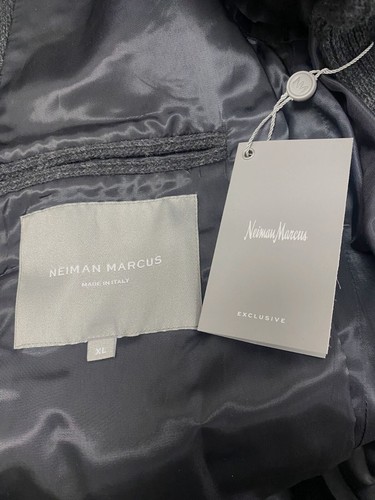 NEIMAN MARCUS
MADE IN ITALY
XL
Neiman Marcus
EXCLUSIVE